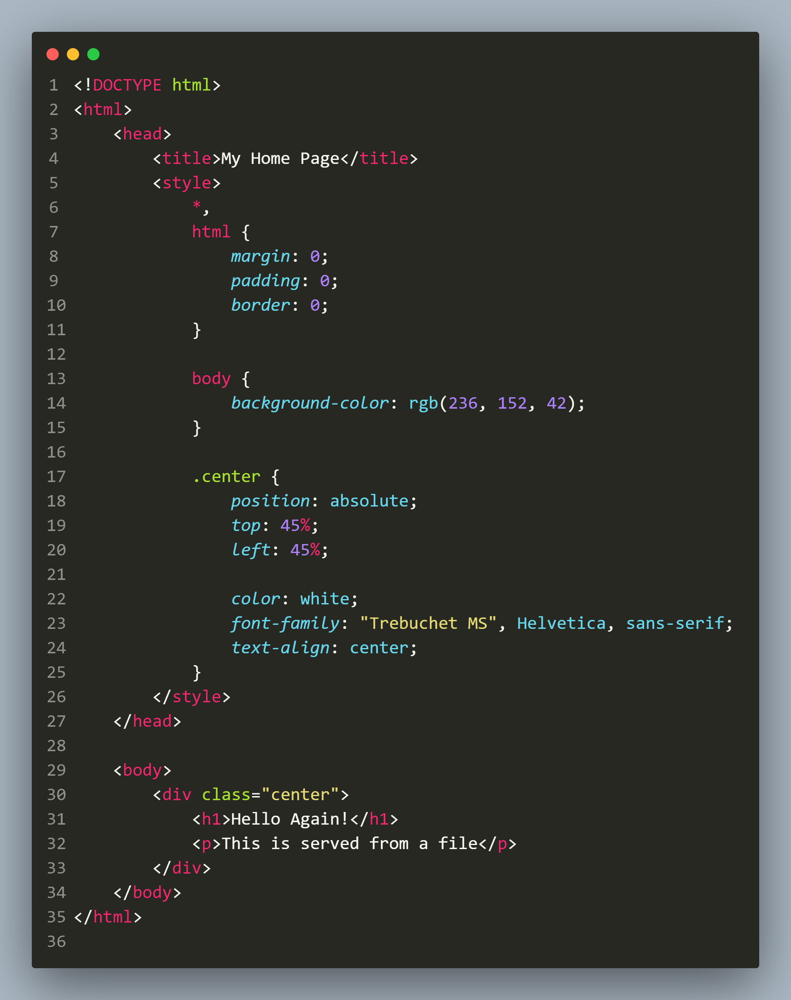 1 <!DOCTYPE html>
2 <html>
3     <head>
4         <title>My Home Page</title>
5         <style>
6             *,
7             html {
8                 margin: 0;
9                 padding: 0;
10                 border: 0;
11             }
12
13             body {
14                 background-color: rgb(236, 152, 42);
15             }
16
17             .center {
18                 position: absolute;
19                 top: 45%;
20                 left: 45%;
21
22                 color: white;
23                 font-family: "Trebuchet MS", Helvetica, sans-serif;
24                 text-align: center;
25             }
26         </style>
27     </head>
28
29     <body>
30         <div class="center">
31             <h1>Hello Again!</h1>
32             <p>This is served from a file</p>
33         </div>
34     </body>
35 </html>
36